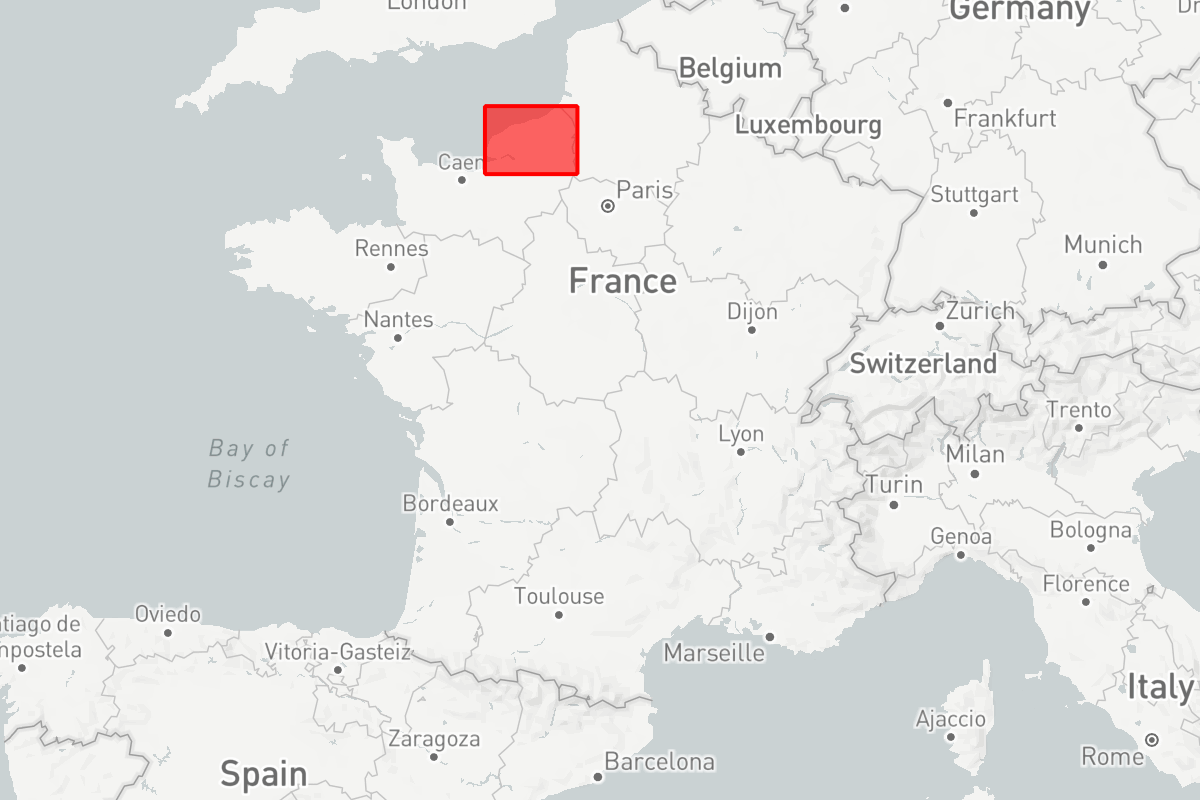 London
Germany
Belgium
Luxembourg
Frankfurt
Caen
Paris
Stuttgart
Rennes
Munich
France
Nantes
Dijon
Zurich
Switzerland
Trento
Bay of
Biscay
Lyon
Milan
Turin
Bordeaux
Genoa
Bologna
Toulouse
Florence
Oviedo
tiago de
npostela
Vitoria-Gasteiz
Marseille
Italy
Ajaccio
Zaragoza
Rome
Spain
Barcelona